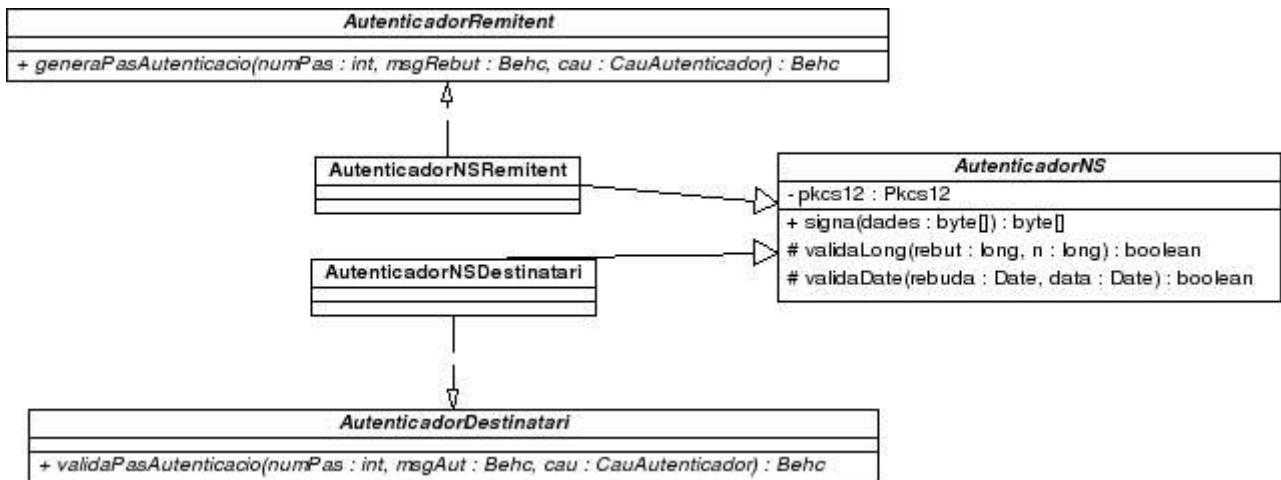 AutenticadorRemitent
+ generaPasAutenticacio(numPas : int, msgRebut : Behc, cau : CauAutenticador) : Behc
AutenticadorNSRemitent
AutenticadorNS
- pkcs12 : Pkcs12
+ signa(dades : byte[]) : byte[]
# validaLong(rebut : long, n : long) : boolean
# validaDate(rebuda : Date, data : Date) : boolean
AutenticadorNSDestinatari
AutenticadorDestinatari
+ validaPasAutenticacio(numPas : int, msgAut : Behc, cau : CauAutenticador) : Behc